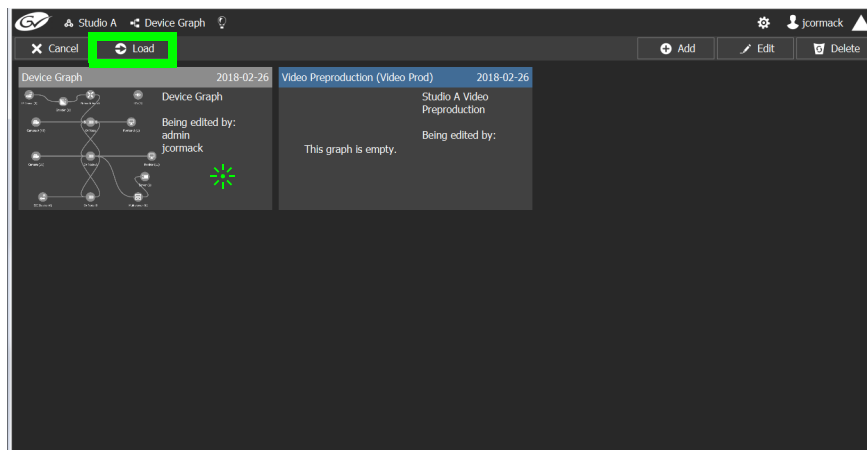 GV Studio A Device Graph jcormack
Cancel Load Add Edit Delete
Device Graph 2018-02-26 Video Preproduction (Video Prod) 2018-02-26
Device Graph
Being edited by:
admin
jcormack
Studio A Video
Preproduction
Being edited by:
This graph is empty.